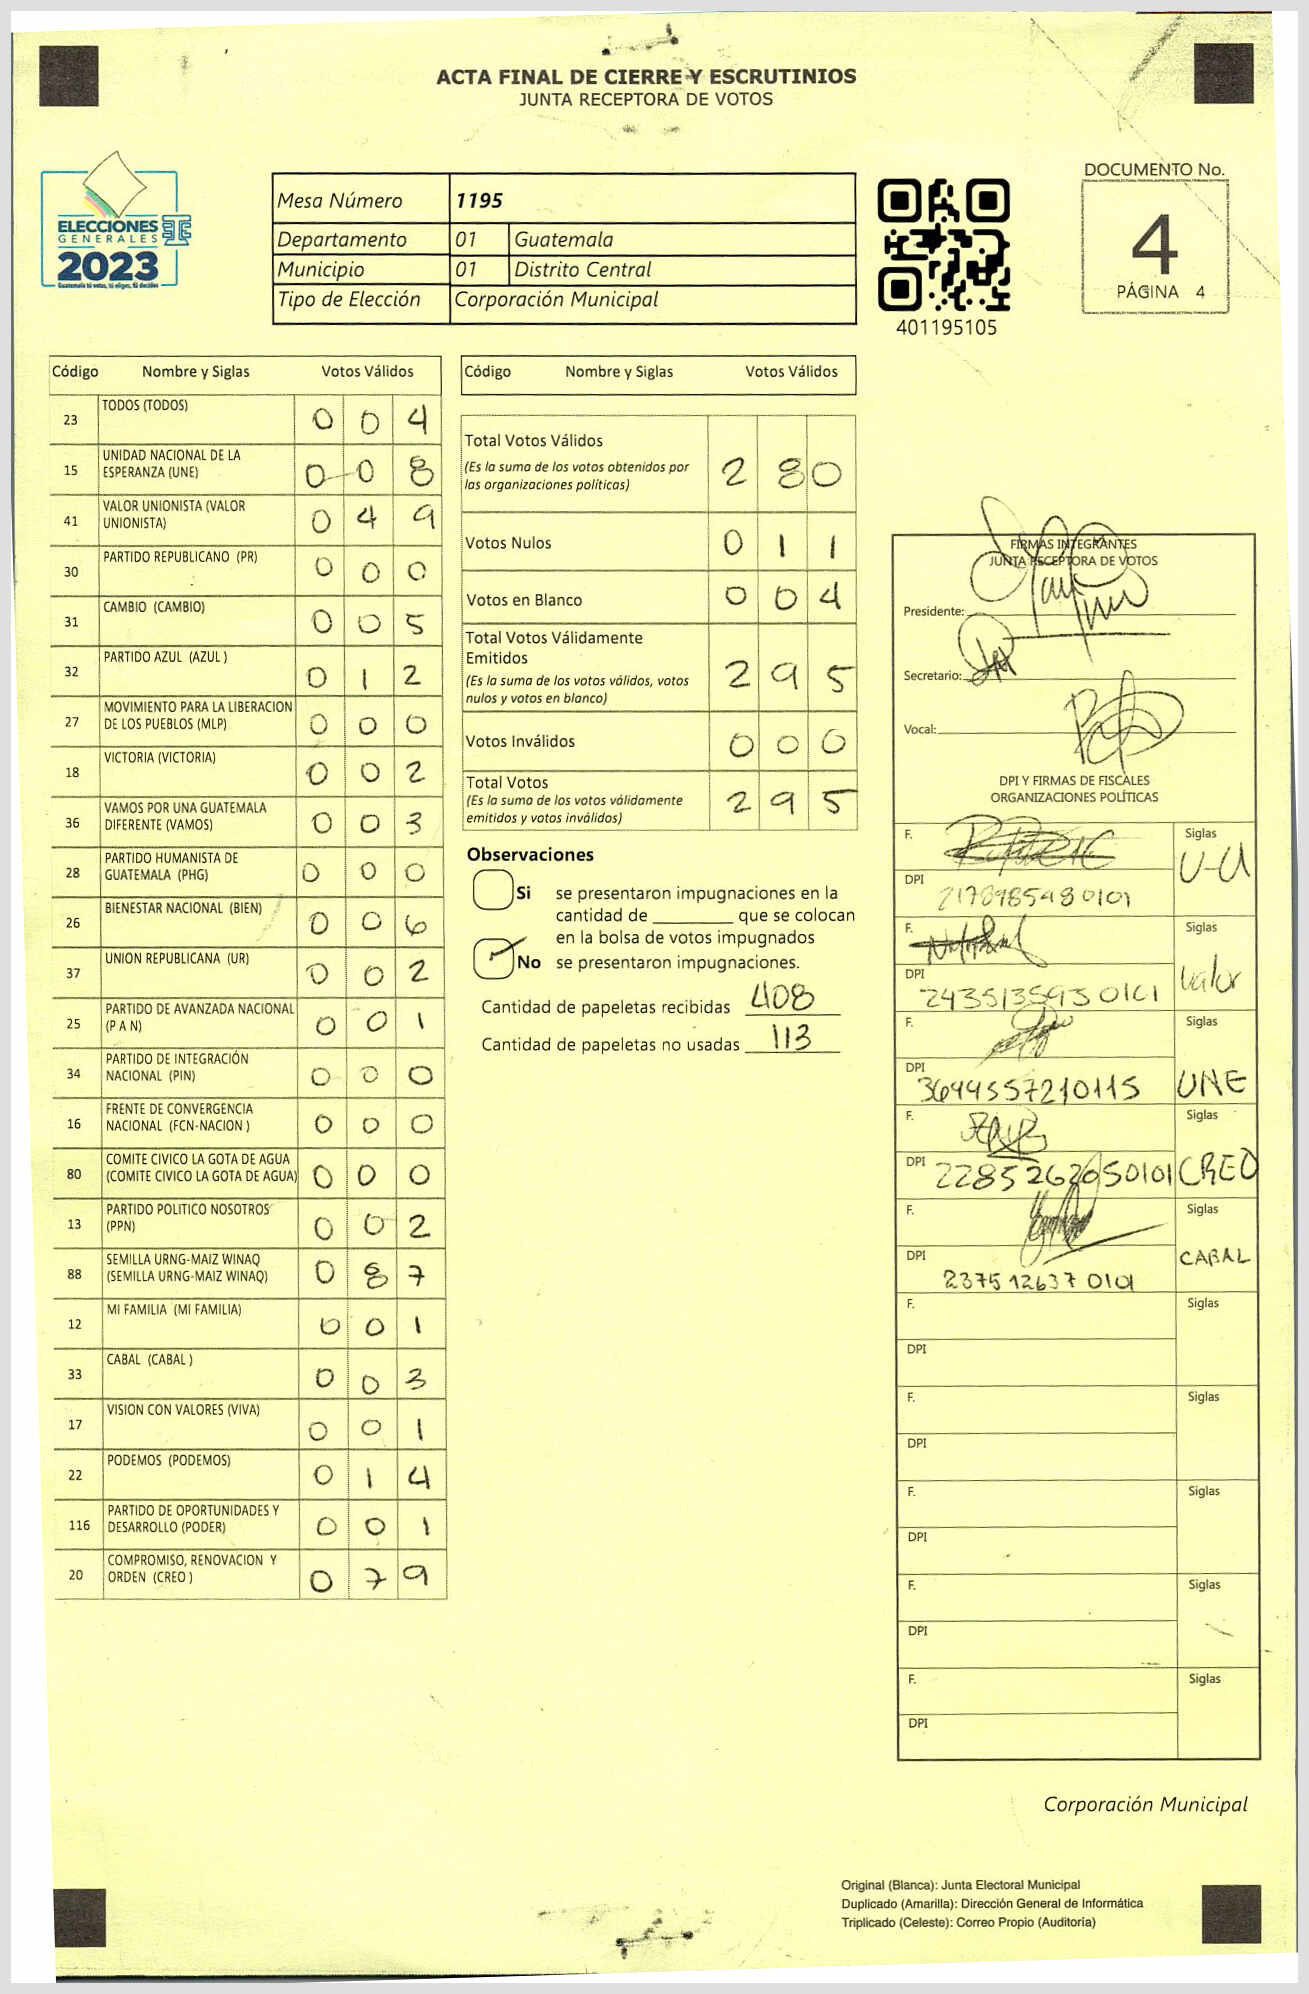 ACTA FINAL DE CIERRE Y ESCRUTINIOS
JUNTA RECEPTORA DE VOTOS
ELECCIONES
GENERALES
2023
Guatemala tú votas, tú eliges, tú decides
Mesa Número 1195
Departamento 01 Guatemala
Municipio 01 Distrito Central
Tipo de Elección Corporación Municipal
401195105
DOCUMENTO No.
4
PÁGINA 4
Código Nombre y Siglas Votos Válidos
23 TODOS (TODOS) 0 0 4
15 UNIDAD NACIONAL DE LA
ESPERANZA (UNE) 0 0 8
41 VALOR UNIONISTA (VALOR
UNIONISTA) 0 4 9
30 PARTIDO REPUBLICANO (PR) 0 0 0
31 CAMBIO (CAMBIO) 0 0 5
32 PARTIDO AZUL (AZUL ) 0 1 2
27 MOVIMIENTO PARA LA LIBERACION
DE LOS PUEBLOS (MLP) 0 0 0
18 VICTORIA (VICTORIA) 0 0 2
36 VAMOS POR UNA GUATEMALA
DIFERENTE (VAMOS) 0 0 3
28 PARTIDO HUMANISTA DE
GUATEMALA (PHG) 0 0 0
26 BIENESTAR NACIONAL (BIEN) 0 0 6
37 UNION REPUBLICANA (UR) 0 0 2
25 PARTIDO DE AVANZADA NACIONAL
(P A N) 0 0 1
34 PARTIDO DE INTEGRACIÓN
NACIONAL (PIN) 0 0 0
16 FRENTE DE CONVERGENCIA
NACIONAL (FCN-NACION ) 0 0 0
80 COMITE CIVICO LA GOTA DE AGUA
(COMITE CIVICO LA GOTA DE AGUA) 0 0 0
13 PARTIDO POLITICO NOSOTROS
(PPN) 0 0 2
88 SEMILLA URNG-MAIZ WINAQ
(SEMILLA URNG-MAIZ WINAQ) 0 8 7
12 MI FAMILIA (MI FAMILIA) 0 0 1
33 CABAL (CABAL ) 0 0 3
17 VISION CON VALORES (VIVA) 0 0 1
22 PODEMOS (PODEMOS) 0 1 4
116 PARTIDO DE OPORTUNIDADES Y
DESARROLLO (PODER) 0 0 1
20 COMPROMISO, RENOVACION Y
ORDEN (CREO ) 0 7 9
Código Nombre y Siglas Votos Válidos
Total Votos Válidos
(Es la suma de los votos obtenidos por
las organizaciones políticas) 2 8 0
Votos Nulos 0 1 1
Votos en Blanco 0 0 4
Total Votos Válidamente
Emitidos
(Es la suma de los votos válidos, votos
nulos y votos en blanco) 2 9 5
Votos Inválidos 0 0 0
Total Votos
(Es la suma de los votos válidamente
emitidos y votos inválidos) 2 9 5
Observaciones
Si se presentaron impugnaciones en la
cantidad de ________ que se colocan
en la bolsa de votos impugnados
No se presentaron impugnaciones.
Cantidad de papeletas recibidas 408
Cantidad de papeletas no usadas 113
FIRMAS INTEGRANTES
JUNTA RECEPTORA DE VOTOS
Presidente:
Secretario:
Vocal:
DPI Y FIRMAS DE FISCALES
ORGANIZACIONES POLÍTICAS
F. Siglas
U-U
DPI
2178985480101
F. Siglas
Valor
DPI
2435135930101
F. Siglas
DPI
3644557210115 UNE
F. Siglas
DPI
CREO
F. Siglas
CABAL
DPI
2375126370101
F. Siglas
DPI
F. Siglas
DPI
F. Siglas
DPI
F. Siglas
DPI
F. Siglas
DPI
Corporación Municipal
Original (Blanca): Junta Electoral Municipal
Duplicado (Amarilla): Dirección General de Informática
Triplicado (Celeste): Correo Propio (Auditoría)